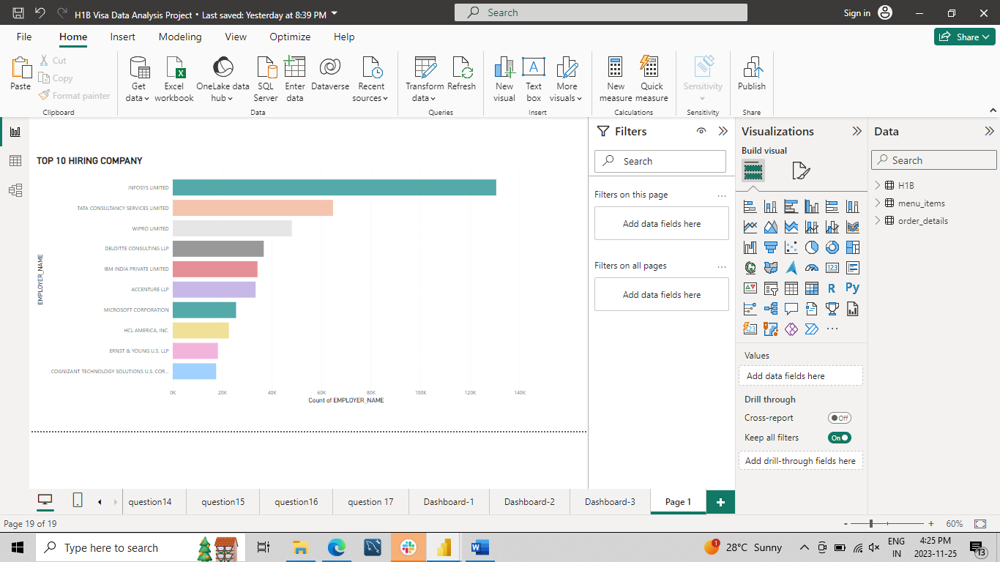 H1B Visa Data Analysis Project • Last saved: Yesterday at 8:39 PM
Search
Sign in
File
Home
Insert
Modeling
View
Optimize
Help
Share
Paste
Cut
Copy
Format painter
Clipboard
Get data
Excel workbook
OneLake data hub
SQL Server
Enter data
Dataverse
Recent sources
Data
Transform data
Refresh
Queries
New visual
Text box
More visuals
Insert
New measure
Quick measure
Calculations
Sensitivity
Sensitivity
Publish
Share
TOP 10 HIRING COMPANY
EMPLOYER_NAME
INFOSYS LIMITED
TATA CONSULTANCY SERVICES LIMITED
WIPRO LIMITED
DELOITTE CONSULTING LLP
IBM INDIA PRIVATE LIMITED
ACCENTURE LLP
MICROSOFT CORPORATION
HCL AMERICA, INC.
ERNST & YOUNG U.S. LLP
COGNIZANT TECHNOLOGY SOLUTIONS U.S. COR...
0K 20K 40K 60K 80K 100K 120K 140K
Count of EMPLOYER_NAME
Filters
Search
Filters on this page
Add data fields here
Filters on all pages
Add data fields here
Visualizations
Build visual
123
R
Py
123
Values
Add data fields here
Drill through
Cross-report
Off
Keep all filters
On
Add drill-through fields here
Data
Search
H1B
menu_items
order_details
question14
question15
question16
question 17
Dashboard-1
Dashboard-2
Dashboard-3
Page 1
Page 19 of 19
60%
Type here to search
28°C Sunny
ENG
IN
4:25 PM
2023-11-25
13